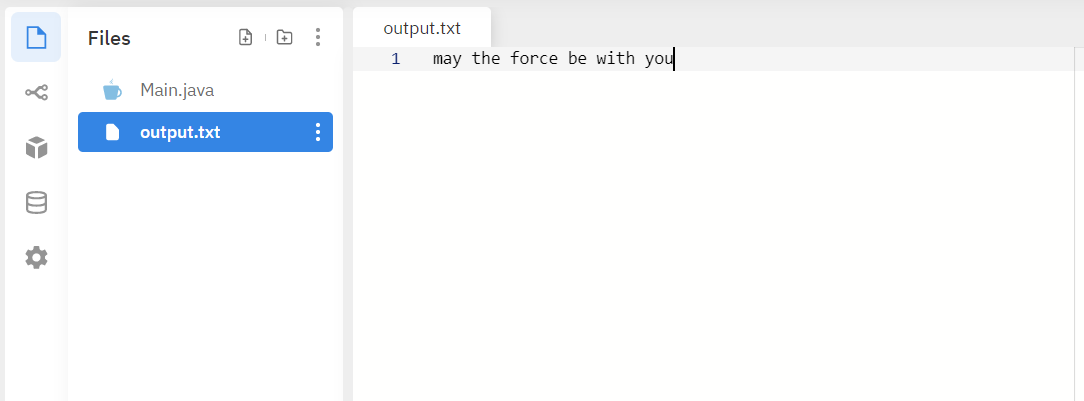 Files
output.txt
1 may the force be with you
Main.java
output.txt